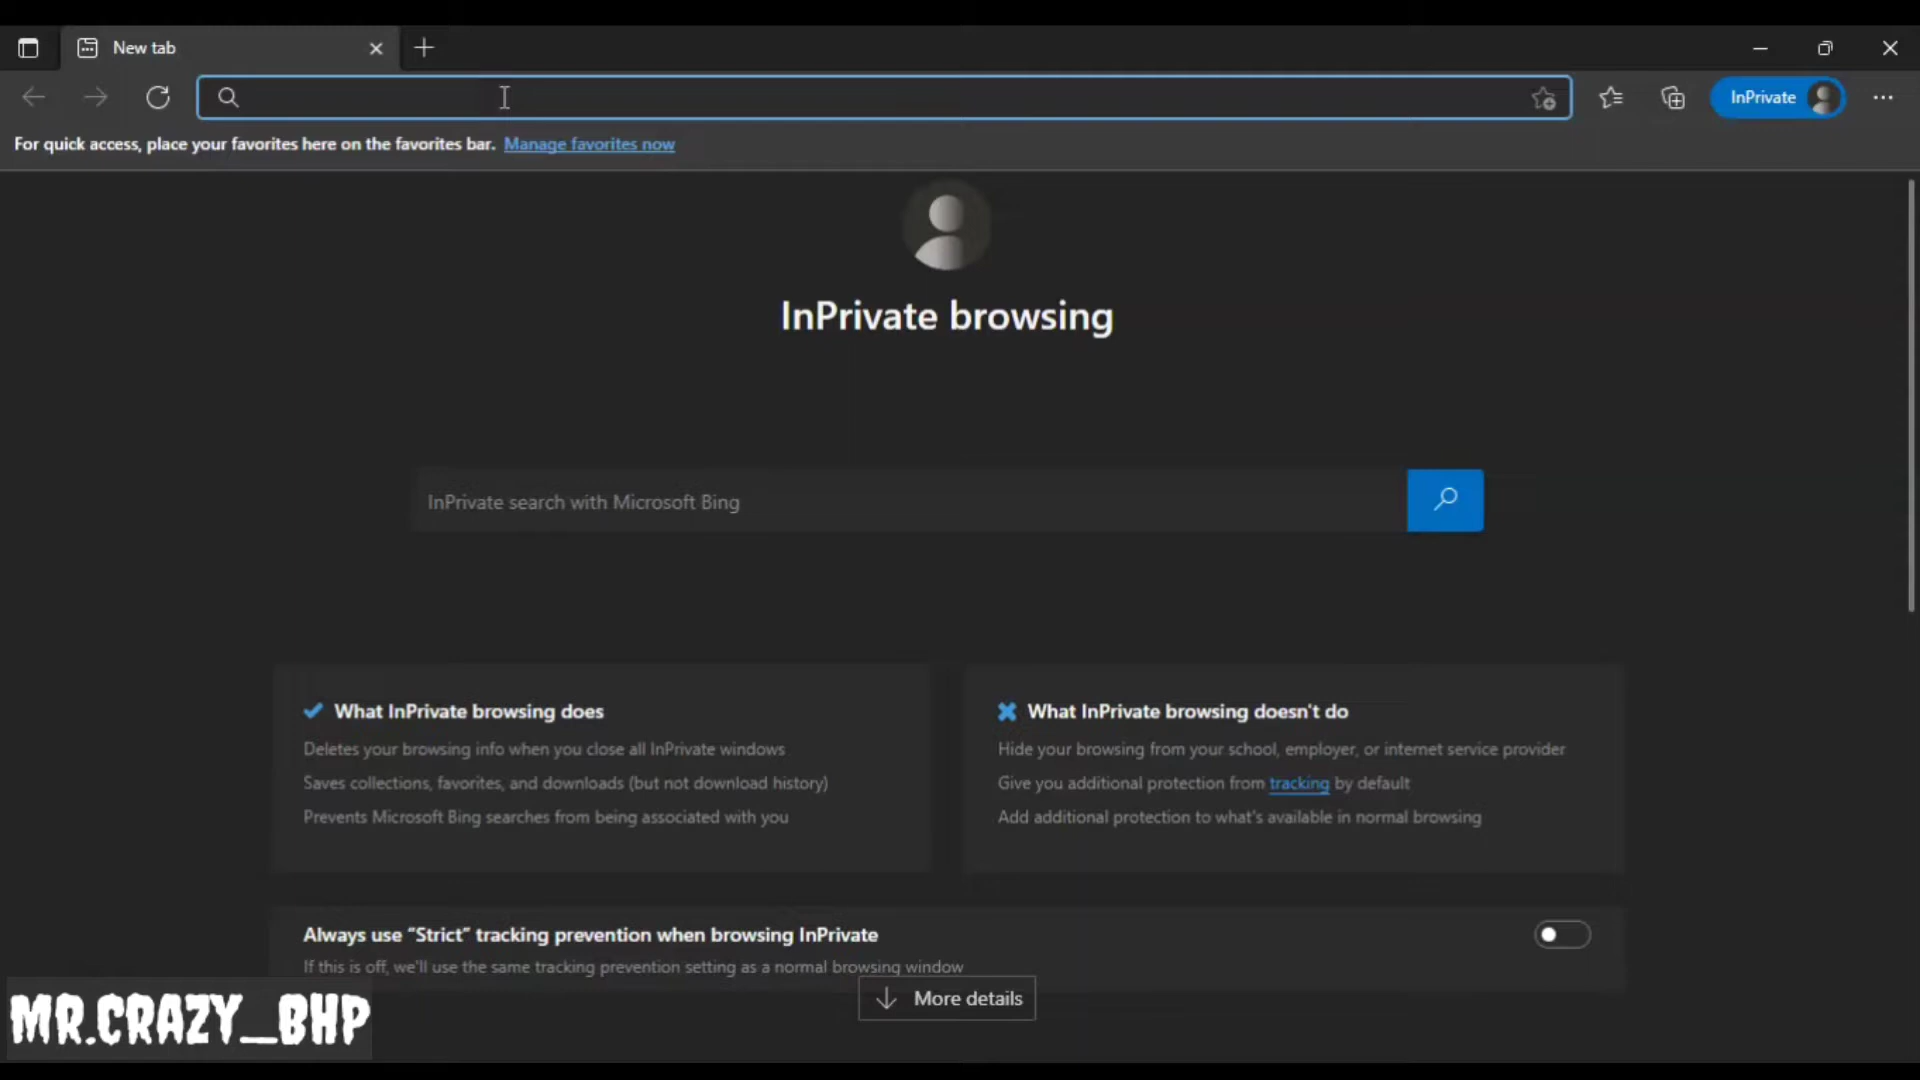 New tab
InPrivate
For quick access, place your favorites here on the favorites bar. Manage favorites now
InPrivate browsing
InPrivate search with Microsoft Bing
What InPrivate browsing does
Deletes your browsing info when you close all InPrivate windows
Saves collections, favorites, and downloads (but not download history)
Prevents Microsoft Bing searches from being associated with you
What InPrivate browsing doesn't do
Hide your browsing from your school, employer, or internet service provider
Give you additional protection from tracking by default
Add additional protection to what's available in normal browsing
Always use “Strict” tracking prevention when browsing InPrivate
If this is off, we'll use the same tracking prevention setting as a normal browsing window
More details
MR.CRAZY_BHP